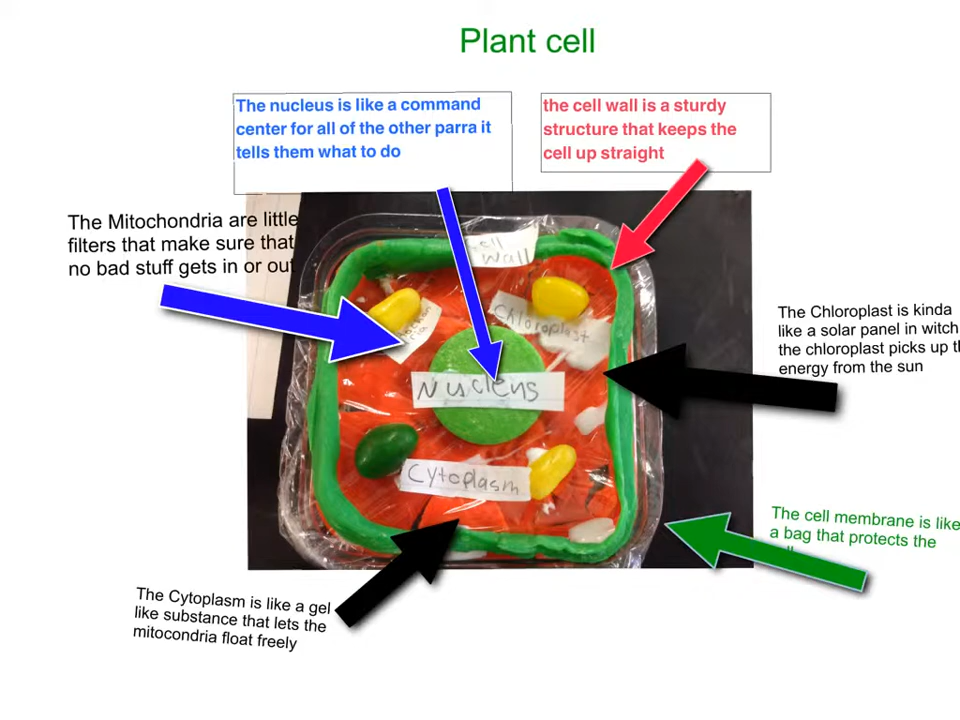 Plant cell
The nucleus is like a command
center for all of the other parra it
tells them what to do
the cell wall is a sturdy
structure that keeps the
cell up straight
The Mitochondria are little
filters that make sure that
no bad stuff gets in or out
Wall
Chloroplast
Nucleus
Cytoplasm
The Chloroplast is kinda
like a solar panel in witch
the chloroplast picks up
energy from the sun
The cell membrane is like
a bag that protects the
The Cytoplasm is like a gel
like substance that lets the
mitocondria float freely